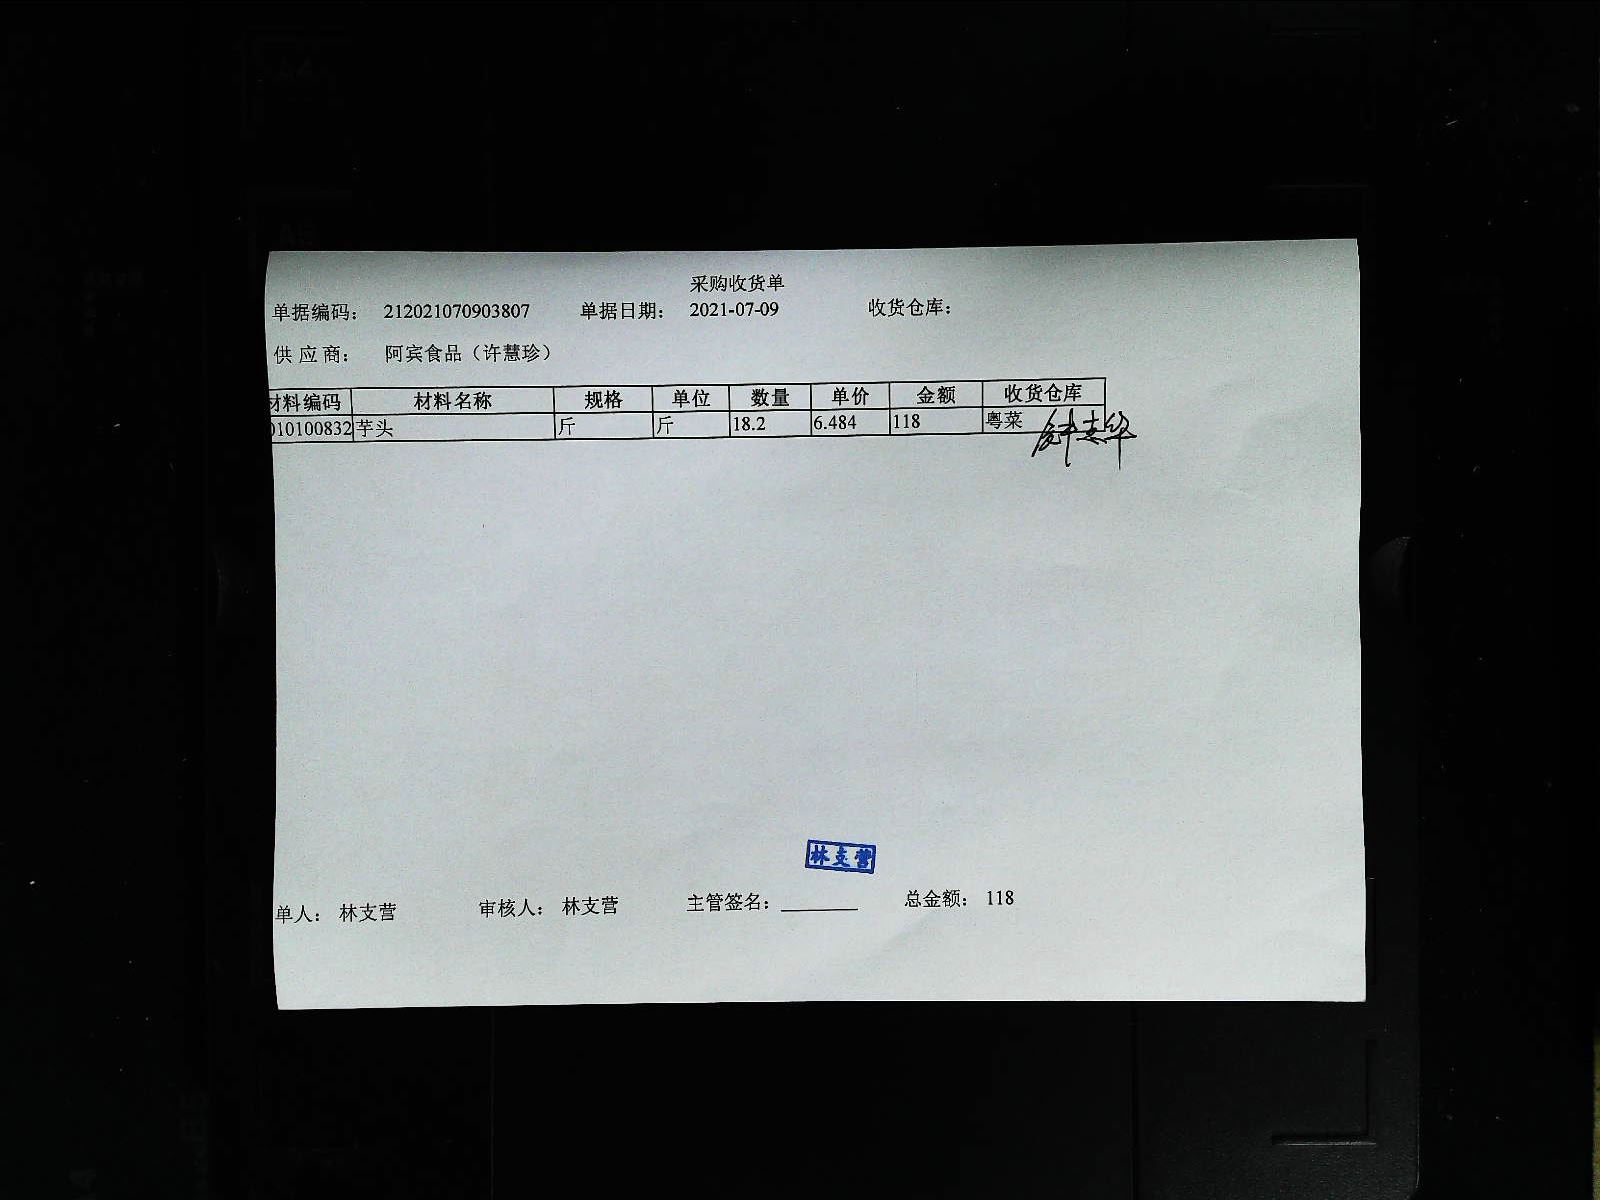 采购收货单
单据编码： 212021070903807 单据日期： 2021-07-09 收货仓库：
供应商： 阿宾食品（许慧珍）
材料编码 材料名称 规格 单位 数量 单价 金额 收货仓库
010100832 芋头 斤 斤 18.2 6.484 118 粤菜
钟志华
林支营
单人： 林支营 审核人： 林支营 主管签名： 总金额： 118